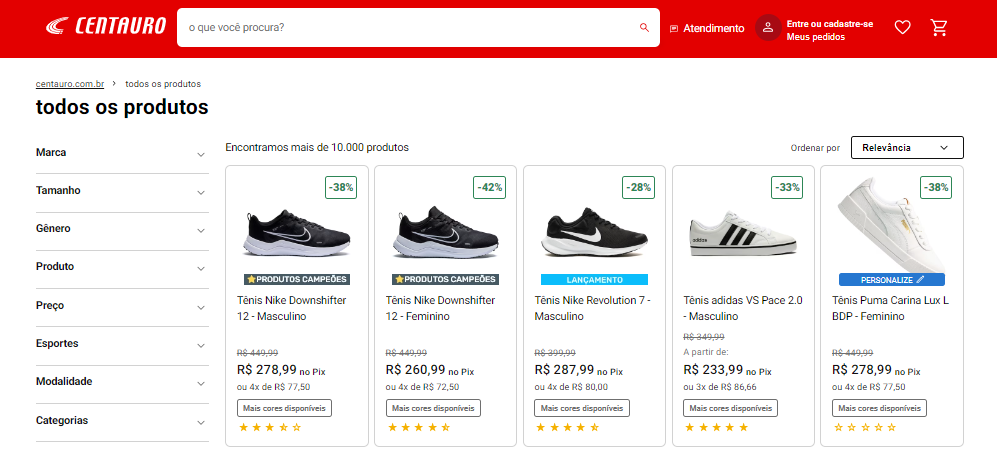 CENTAURO
o que você procura?
Atendimento
Entre ou cadastre-se
Meus pedidos
centauro.com.br > todos os produtos
todos os produtos
Marca
Tamanho
Gênero
Produto
Preço
Esportes
Modalidade
Categorias
Encontramos mais de 10.000 produtos
Ordenar por
Relevância
-38%
PRODUTOS CAMPEÕES
Tênis Nike Downshifter
12 - Masculino
R$ 449,99
R$ 278,99 no Pix
ou 4x de R$ 77,50
Mais cores disponíveis
-42%
PRODUTOS CAMPEÕES
Tênis Nike Downshifter
12 - Feminino
R$ 449,99
R$ 260,99 no Pix
ou 4x de R$ 72,50
Mais cores disponíveis
-28%
LANÇAMENTO
Tênis Nike Revolution 7 -
Masculino
R$ 399,99
R$ 287,99 no Pix
ou 4x de R$ 80,00
Mais cores disponíveis
-33%
adidas
Tênis adidas VS Pace 2.0
- Masculino
R$ 349,99
A partir de:
R$ 233,99 no Pix
ou 3x de R$ 86,66
Mais cores disponíveis
-38%
PERSONALIZE
Tênis Puma Carina Lux L
BDP - Feminino
R$ 449,99
R$ 278,99 no Pix
ou 4x de R$ 77,50
Mais cores disponíveis